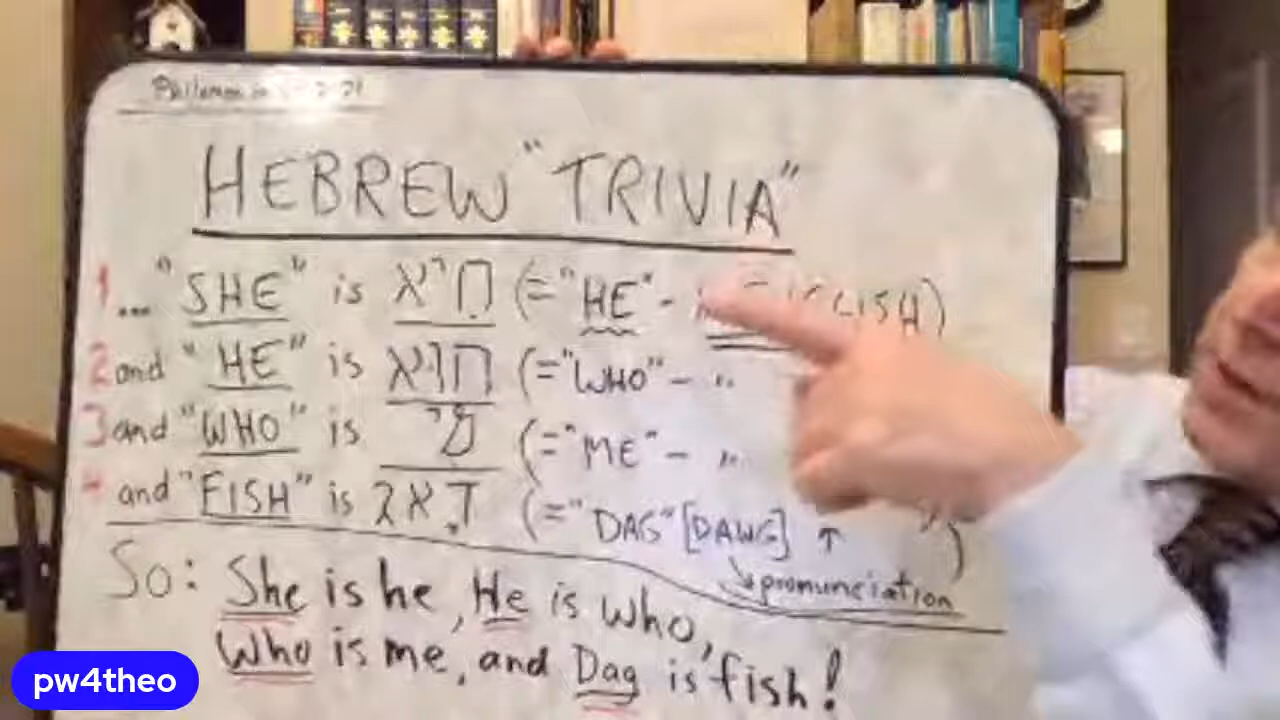 HEBREW "TRIVIA"
1... "SHE" is היא (= "HE" - ENGLISH)
2 and "HE" is הוא (= "WHO" - "
3 and "WHO" is מי (= "ME" - "
4 and "FISH" is דאג (= "DAG" [DAWG] ↑ ")
↘ pronunciation
So: She is he, He is who,
Who is me, and Dag is fish!
pw4theo